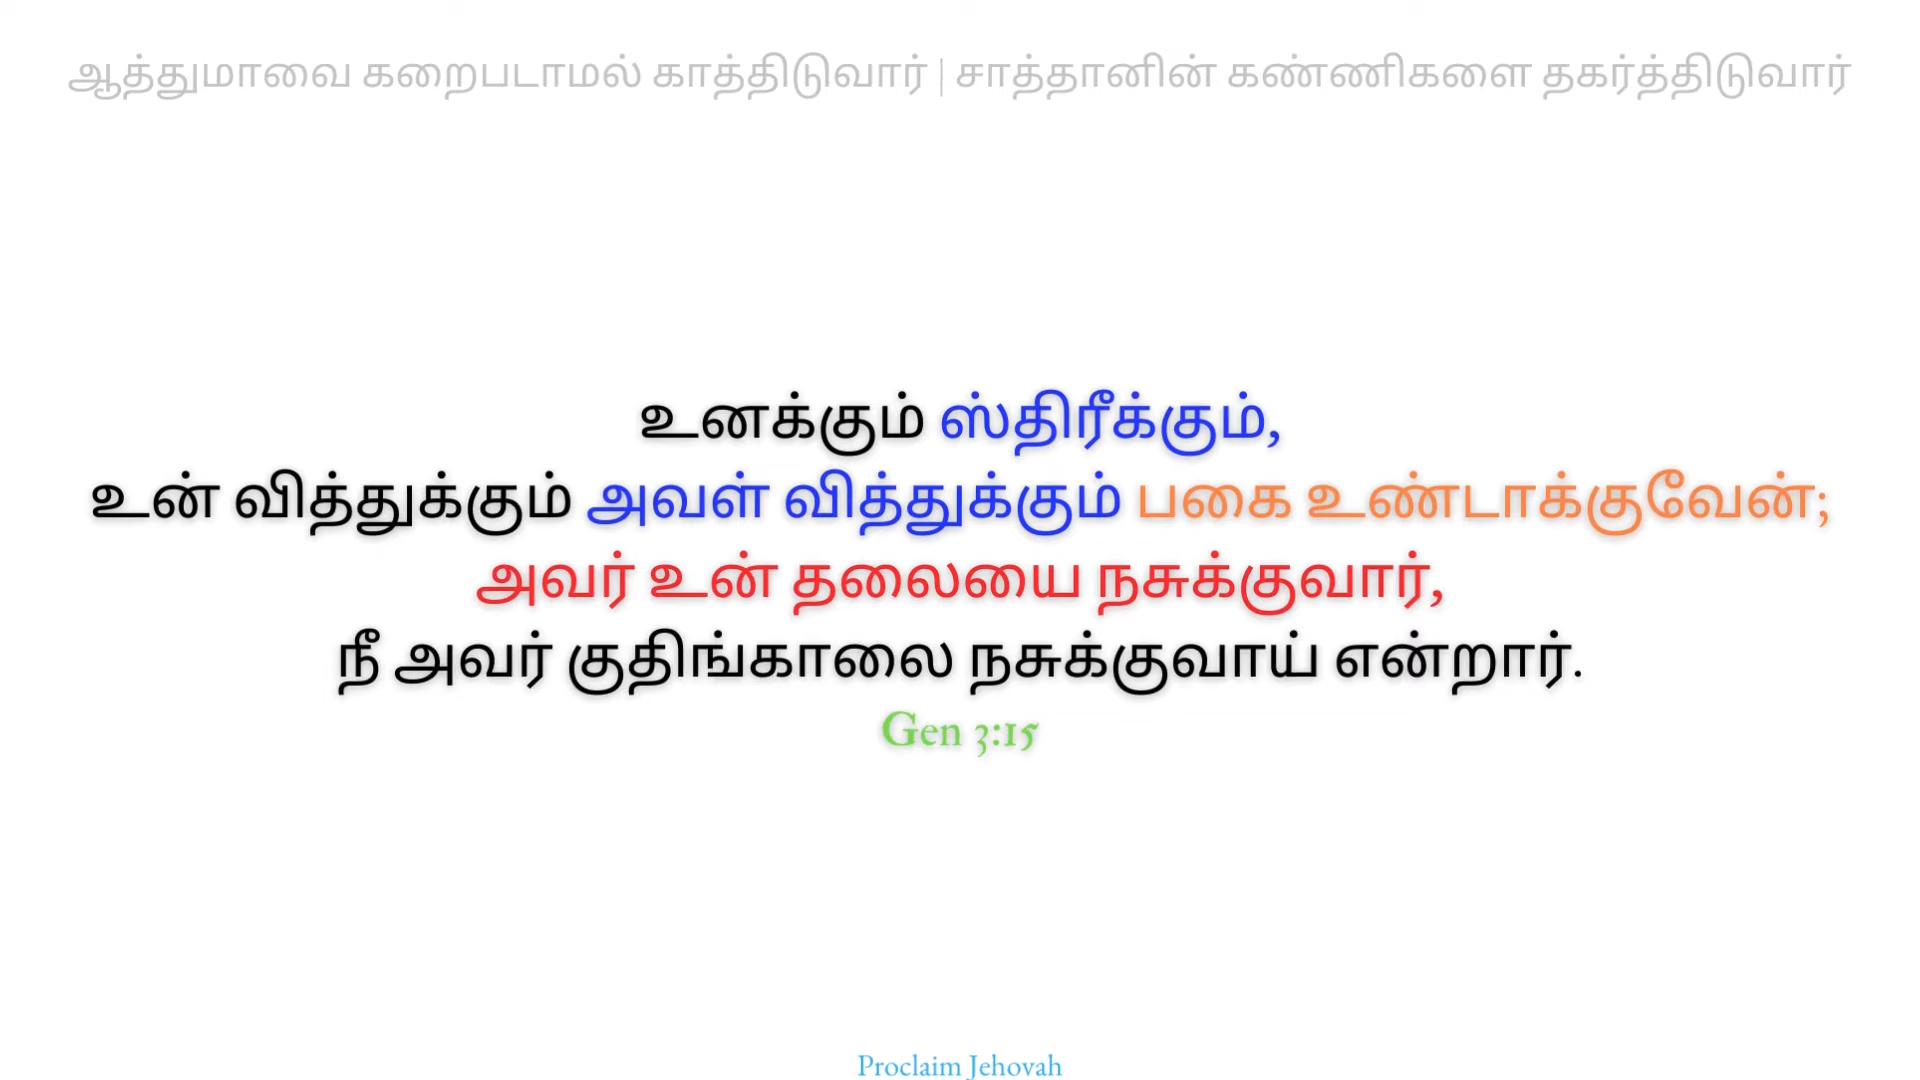 ஆத்துமாவை கறைபடாமல் காத்திடுவார் | சாத்தானின் கண்ணிகளை தகர்த்திடுவார்
உனக்கும் ஸ்திரீக்கும்,
உன் வித்துக்கும் அவள் வித்துக்கும் பகை உண்டாக்குவேன்;
அவர் உன் தலையை நசுக்குவார்,
நீ அவர் குதிங்காலை நசுக்குவாய் என்றார்.
Gen 3:15
Proclaim Jehovah